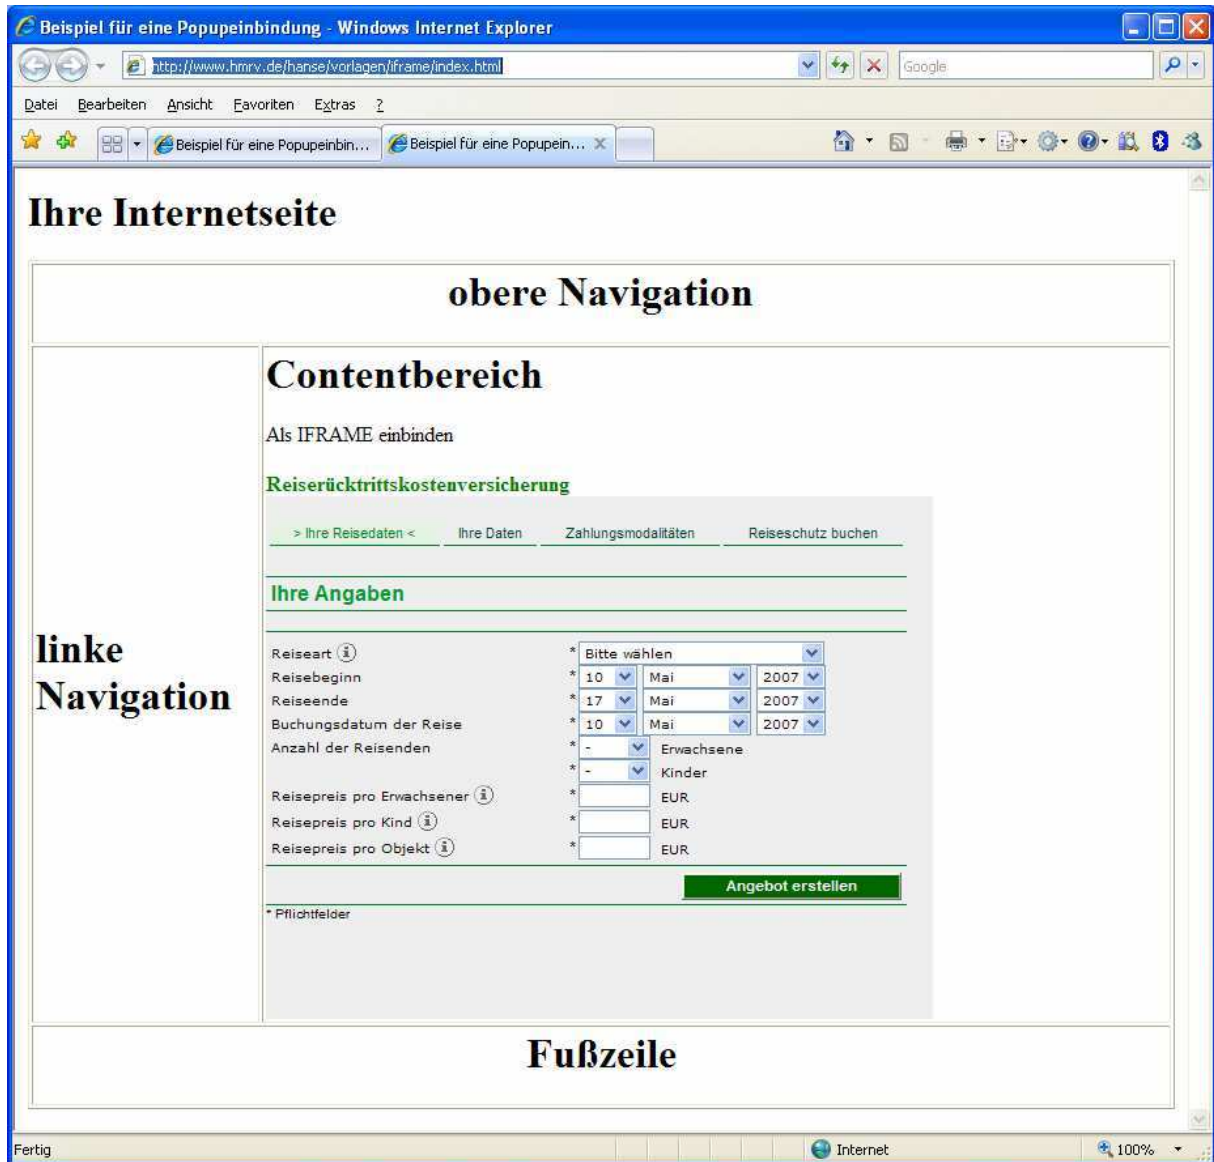 Beispiel für eine Popupeinbindung - Windows Internet Explorer
http://www.hmrv.de/hanse/vorlagen/iframe/index.html Google
Datei Bearbeiten Ansicht Favoriten Extras ?
Beispiel für eine Popupeinbin... Beispiel für eine Popupein...
Ihre Internetseite
obere Navigation
linke
Navigation
Contentbereich
Als IFRAME einbinden
Reiserücktrittskostenversicherung
> Ihre Reisedaten < Ihre Daten Zahlungsmodalitäten Reiseschutz buchen
Ihre Angaben
Reiseart i * Bitte wählen
Reisebeginn * 10 Mai 2007
Reiseende * 17 Mai 2007
Buchungsdatum der Reise * 10 Mai 2007
Anzahl der Reisenden * - Erwachsene
* - Kinder
Reisepreis pro Erwachsener i * EUR
Reisepreis pro Kind i * EUR
Reisepreis pro Objekt i * EUR
Angebot erstellen
* Pflichtfelder
Fußzeile
Fertig Internet 100%